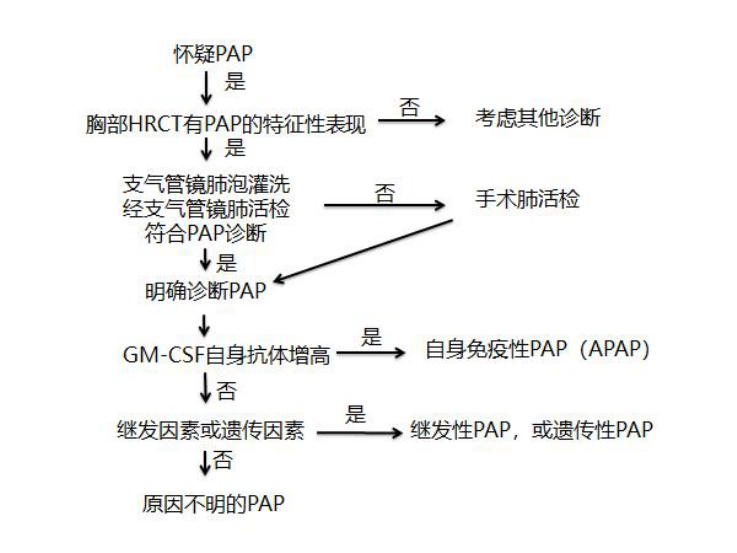 怀疑PAP
是
胸部HRCT有PAP的特征性表现
否
考虑其他诊断
是
支气管镜肺泡灌洗
经支气管镜肺活检
符合PAP诊断
否
手术肺活检
是
明确诊断PAP
GM-CSF自身抗体增高
是
自身免疫性PAP（APAP）
否
继发因素或遗传因素
是
继发性PAP，或遗传性PAP
否
原因不明的PAP